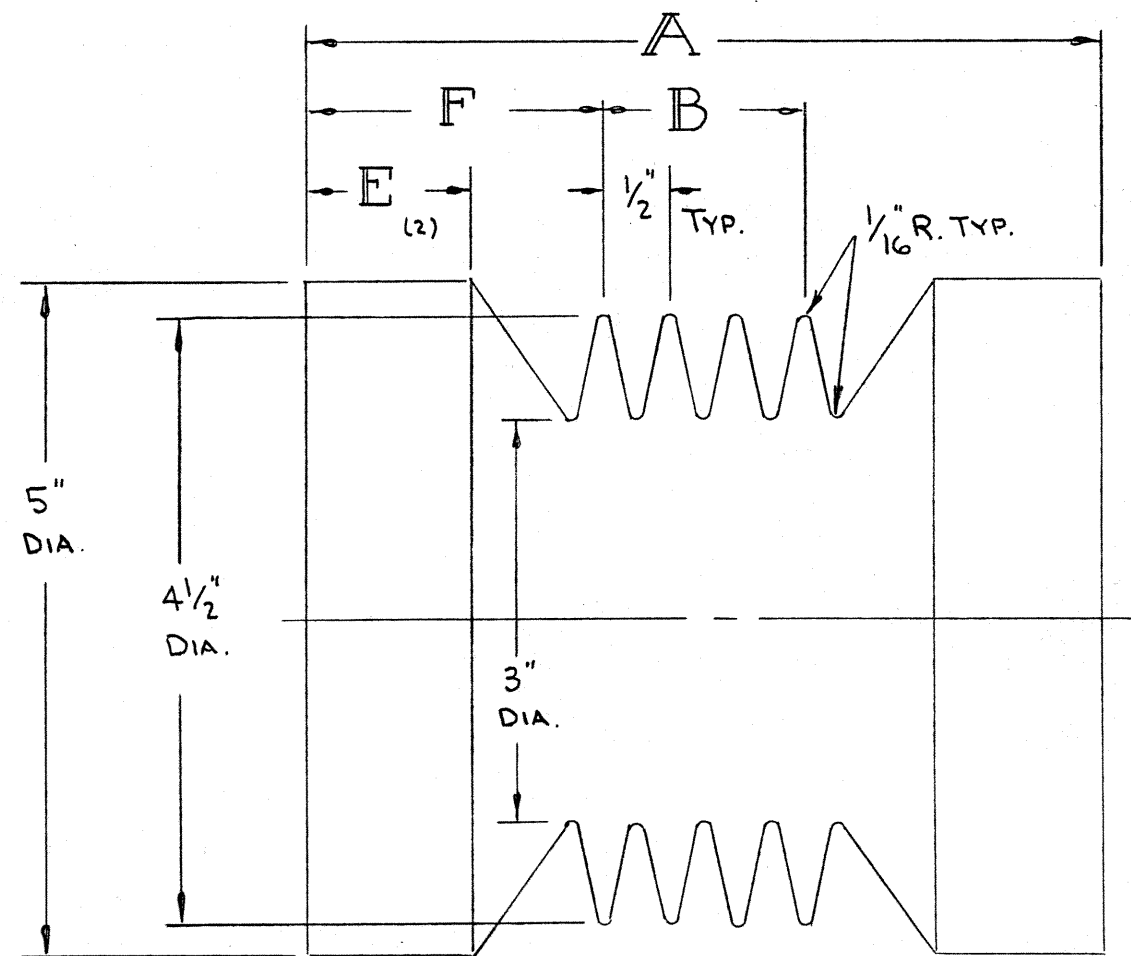 A
F
B
E
(2)
1/2"
TYP.
1/16" R. TYP.
5"
DIA.
4 1/2"
DIA.
3"
DIA.